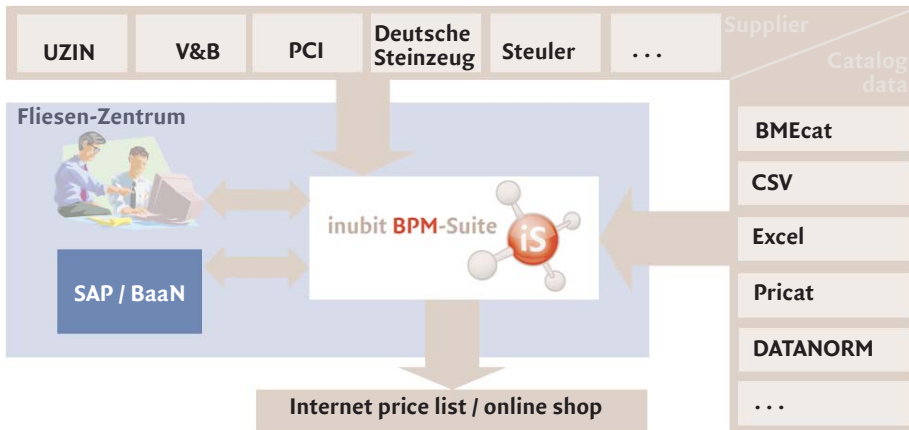 UZIN
V&B
PCI
Deutsche
Steinzeug
Steuler
...
Supplier
Catalog
data
Fliesen-Zentrum
BMEcat
CSV
inubit BPM-Suite
iS
Excel
SAP / BaaN
Pricat
DATANORM
Internet price list / online shop
...